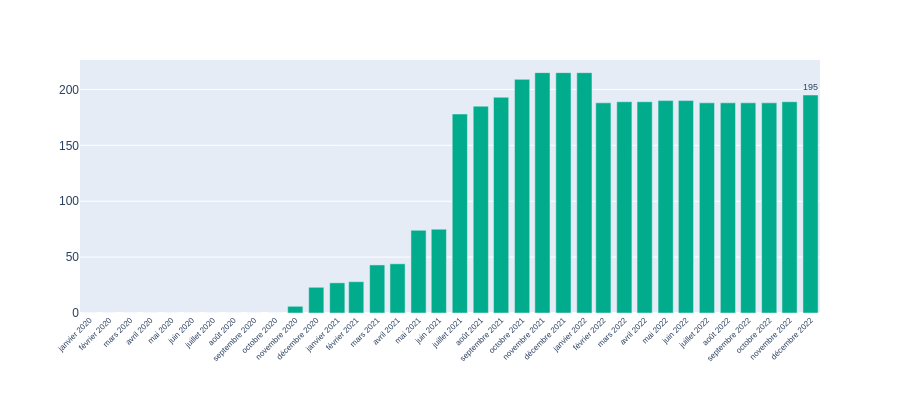 200
150
100
50
0
195
janvier 2020
février 2020
mars 2020
avril 2020
mai 2020
juin 2020
juillet 2020
août 2020
septembre 2020
octobre 2020
novembre 2020
décembre 2020
janvier 2021
février 2021
mars 2021
avril 2021
mai 2021
juin 2021
juillet 2021
août 2021
septembre 2021
octobre 2021
novembre 2021
décembre 2021
janvier 2022
février 2022
mars 2022
avril 2022
mai 2022
juin 2022
juillet 2022
août 2022
septembre 2022
octobre 2022
novembre 2022
décembre 2022